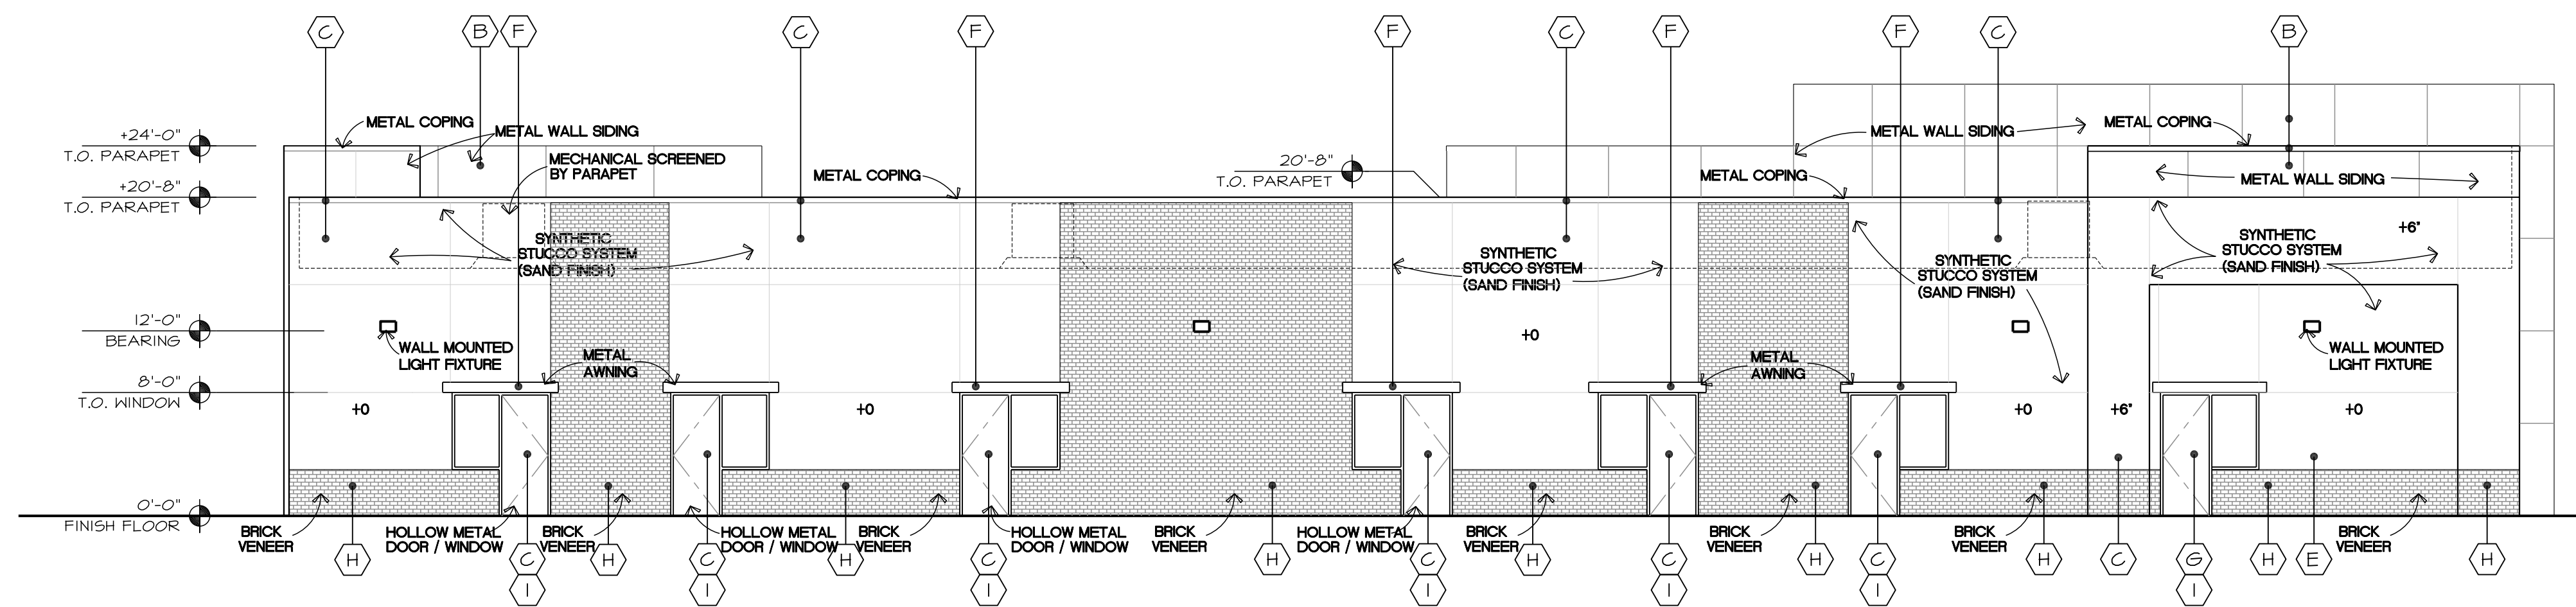 C
B
F
C
F
F
C
F
F
C
B
METAL COPING
METAL WALL SIDING
METAL WALL SIDING
METAL COPING
+24'-0"
T.O. PARAPET
MECHANICAL SCREENED
BY PARAPET
20'-8"
T.O. PARAPET
METAL COPING
METAL COPING
METAL WALL SIDING
+20'-8"
T.O. PARAPET
SYNTHETIC
STUCCO SYSTEM
(SAND FINISH)
SYNTHETIC
STUCCO SYSTEM
(SAND FINISH)
SYNTHETIC
STUCCO SYSTEM
(SAND FINISH)
SYNTHETIC
STUCCO SYSTEM
(SAND FINISH)
+6"
12'-0"
BEARING
+0
WALL MOUNTED
LIGHT FIXTURE
METAL
AWNING
METAL
AWNING
WALL MOUNTED
LIGHT FIXTURE
8'-0"
T.O. WINDOW
+0
+0
+0
+6"
+0
0'-0"
FINISH FLOOR
BRICK
VENEER
HOLLOW METAL
DOOR / WINDOW
BRICK
VENEER
HOLLOW METAL
DOOR / WINDOW
BRICK
VENEER
HOLLOW METAL
DOOR / WINDOW
BRICK
VENEER
HOLLOW METAL
DOOR / WINDOW
BRICK
VENEER
BRICK
VENEER
BRICK
VENEER
BRICK
VENEER
H
C
H
C
H
C
H
C
H
C
H
C
H
C
G
H
E
H
I
I
I
I
I
I
I